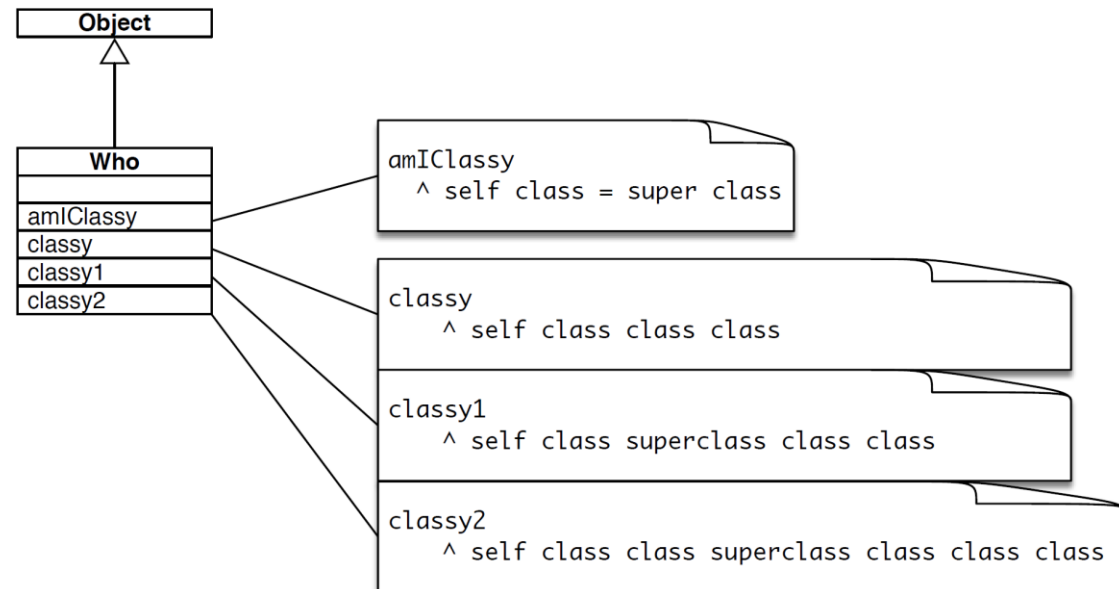 Object
Who
amIClassy
classy
classy1
classy2
amIClassy
^ self class = super class
classy
^ self class class class
classy1
^ self class superclass class class
classy2
^ self class class superclass class class class